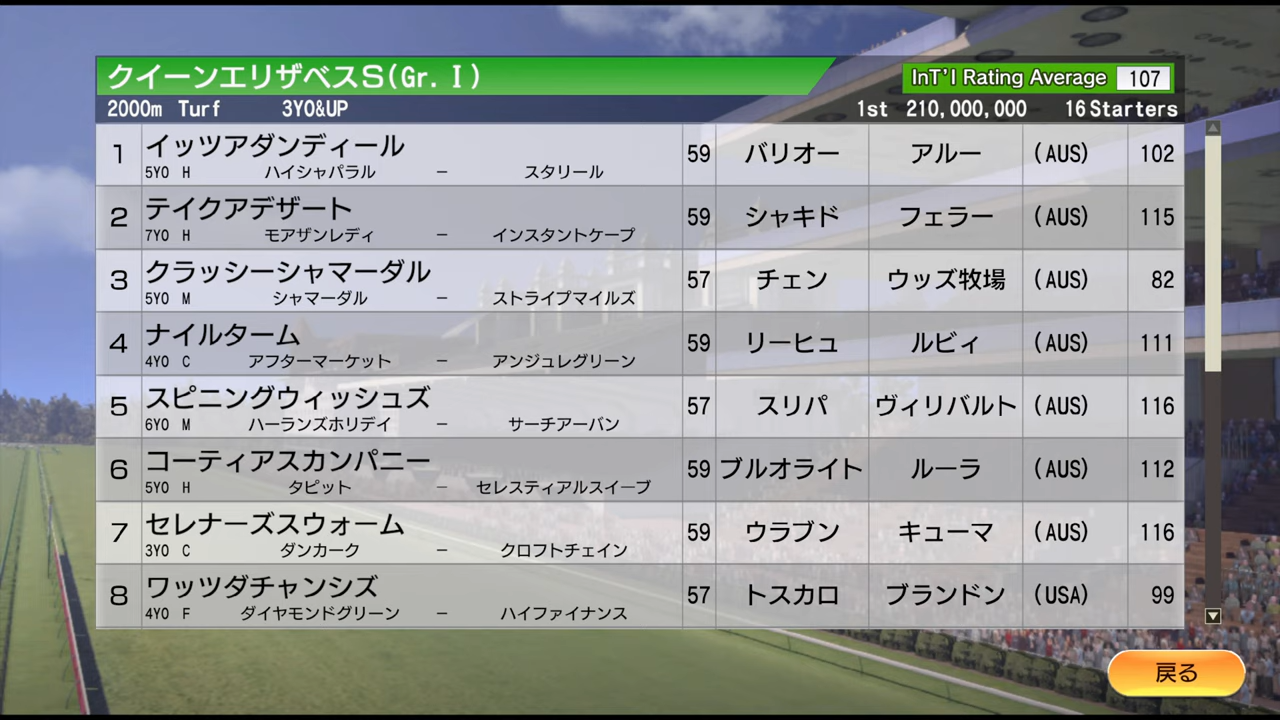 クイーンエリザベスS(Gr.Ⅰ) InT'l Rating Average 107
2000m Turf 3YO&UP 1st 210,000,000 16Starters
1 イッツアダンディール 59 バリオー アルー (AUS) 102
5YO H ハイシャパラル － スタリール
2 テイクアデザート 59 シャキド フェラー (AUS) 115
7YO H モアザンレディ － インスタントケープ
3 クラッシーシャマーダル 57 チェン ウッズ牧場 (AUS) 82
5YO M シャマーダル － ストライプマイルズ
4 ナイルターム 59 リーヒュ ルビィ (AUS) 111
4YO C アフターマーケット － アンジュレグリーン
5 スピニングウィッシュズ 57 スリパ ヴィリバルト (AUS) 116
6YO M ハーランズホリデイ － サーチアーバン
6 コーティアスカンパニー 59 ブルオライト ルーラ (AUS) 112
5YO H タピット － セレスティアルスイープ
7 セレナーズスウォーム 59 ウラブン キューマ (AUS) 116
3YO C ダンカーク － クロフトチェイン
8 ワッツダチャンシズ 57 トスカロ ブランドン (USA) 99
4YO F ダイヤモンドグリーン － ハイファイナンス
戻る